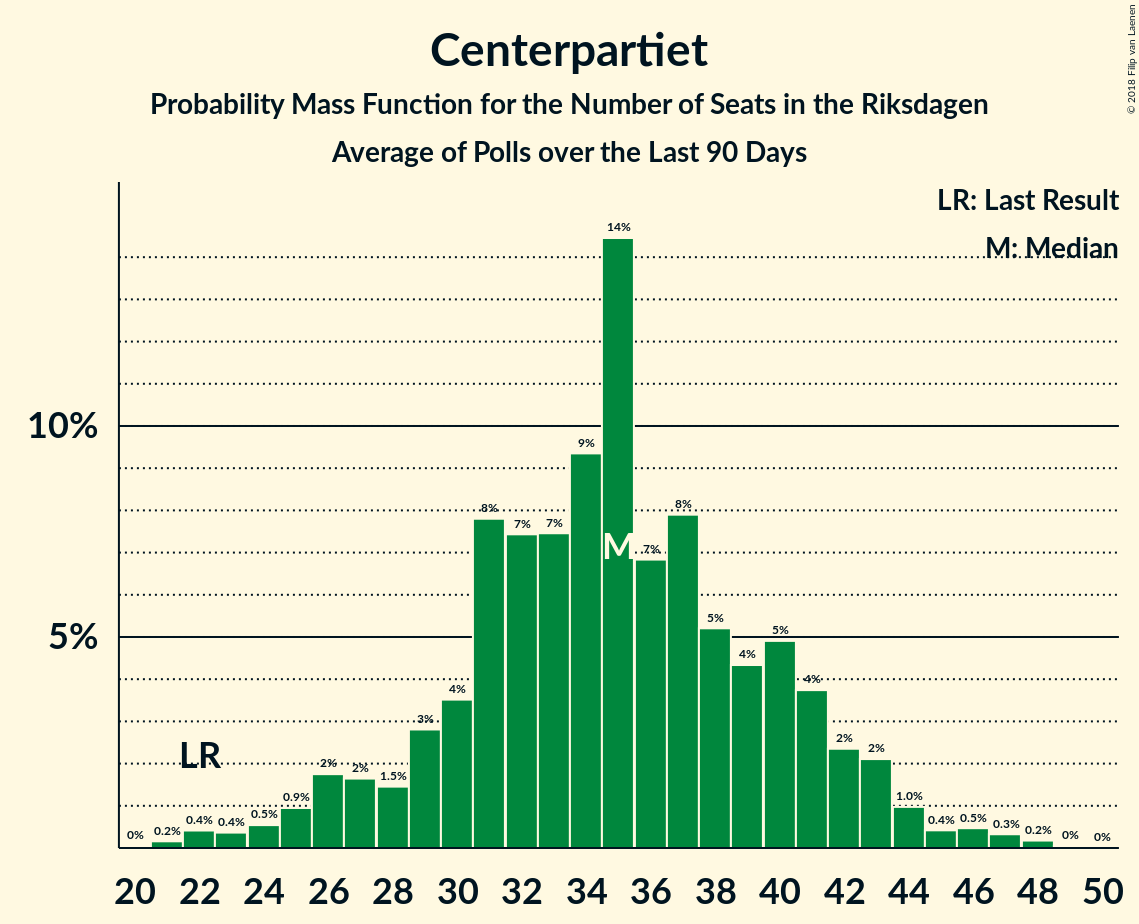 Centerpartiet
Probability Mass Function for the Number of Seats in the Riksdagen
Average of Polls over the Last 90 Days
© 2018 Filip van Laenen
LR: Last Result
M: Median
10%
5%
0% 0.2% 0.4% 0.4% 0.5% 0.9% 2% 2% 1.5% 3% 4% 8% 7% 7% 9% 14% 7% 8% 5% 4% 5% 4% 2% 2% 1.0% 0.4% 0.5% 0.3% 0.2% 0% 0%
LR
M
20 22 24 26 28 30 32 34 36 38 40 42 44 46 48 50